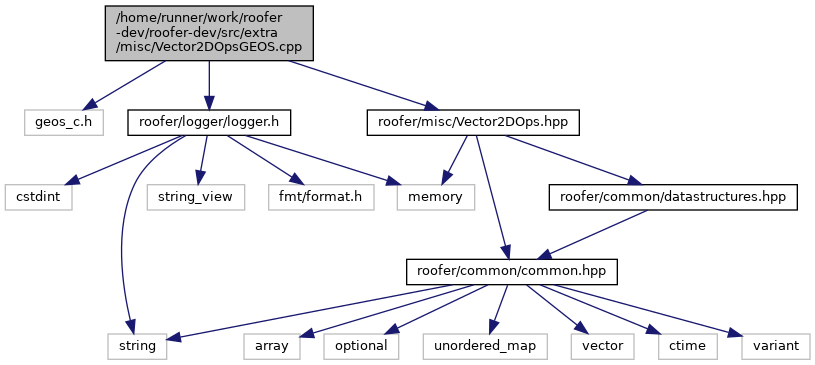 /home/runner/work/roofer
-dev/roofer-dev/src/extra
/misc/Vector2DOpsGEOS.cpp
geos_c.h
roofer/logger/logger.h
roofer/misc/Vector2DOps.hpp
cstdint
string_view
fmt/format.h
memory
roofer/common/datastructures.hpp
roofer/common/common.hpp
string
array
optional
unordered_map
vector
ctime
variant